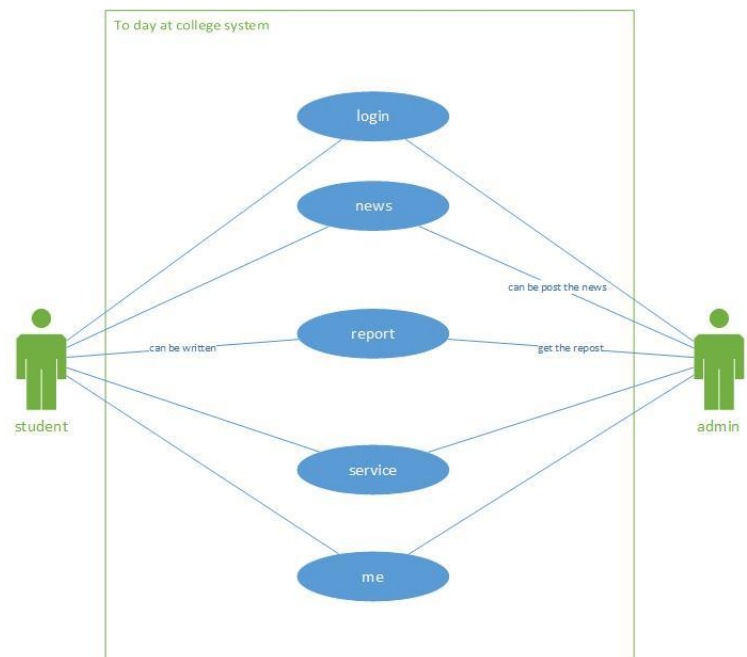 To day at college system
login
news
can be post the news
report
can be written
get the repost
student
admin
service
me